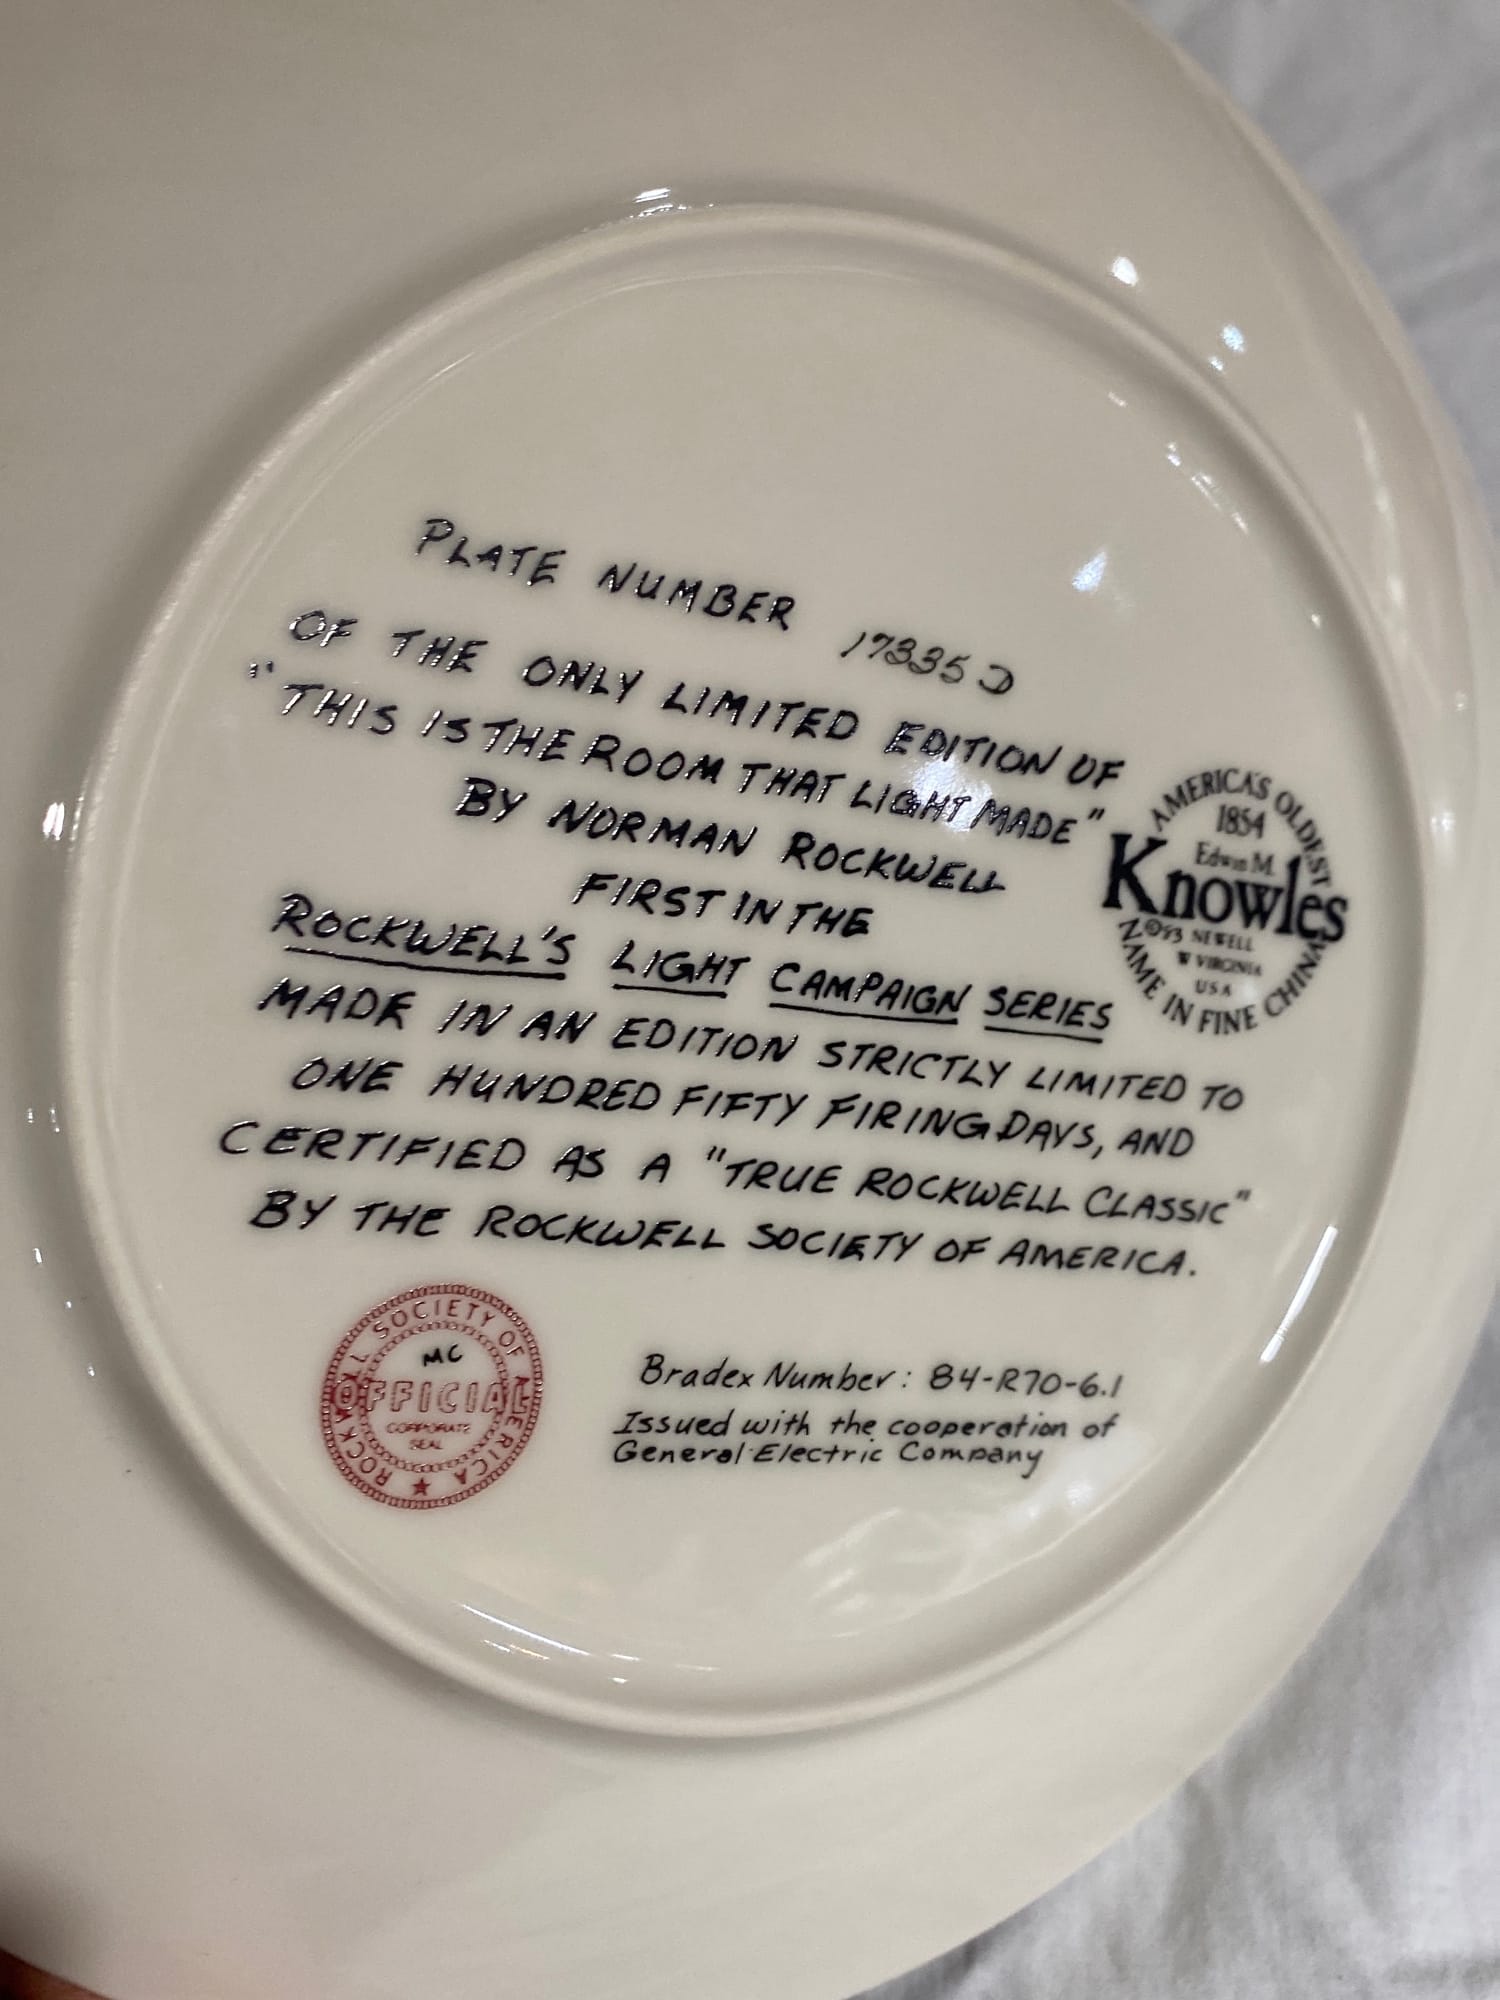 PLATE NUMBER 17335 D
OF THE ONLY LIMITED EDITION OF
"THIS IS THE ROOM THAT LIGHT MADE"
BY NORMAN ROCKWELL
FIRST IN THE
ROCKWELL'S LIGHT CAMPAIGN SERIES
MADE IN AN EDITION STRICTLY LIMITED TO
ONE HUNDRED FIFTY FIRING DAYS, AND
CERTIFIED AS A "TRUE ROCKWELL CLASSIC"
BY THE ROCKWELL SOCIETY OF AMERICA.
AMERICA'S OLDEST
1854
Edwin M.
Knowles
©83 NEWELL
W VIRGINIA
USA
NAME IN FINE CHINA
ROCKWELL SOCIETY OF AMERICA
MC
OFFICIAL
CORPORATE
SEAL
Bradex Number: 84-R70-6.1
Issued with the cooperation of
General Electric Company